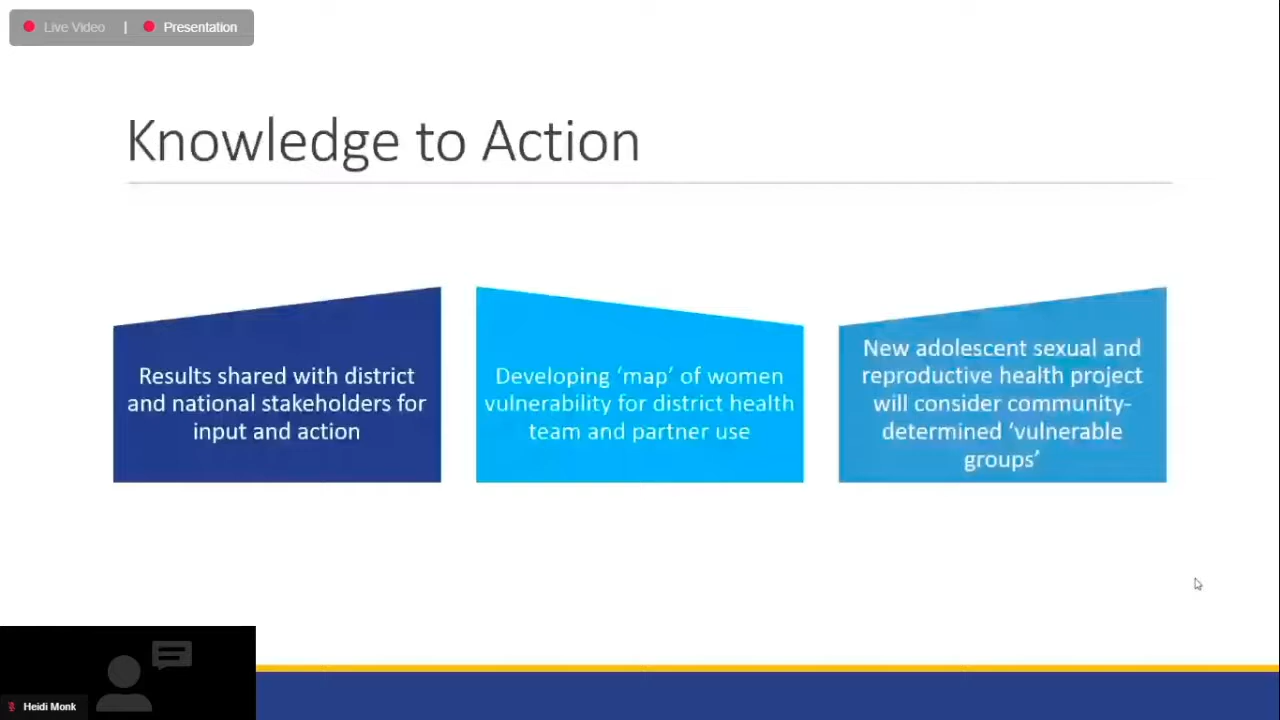 Live Video | Presentation
Knowledge to Action
Results shared with district
and national stakeholders for
input and action
Developing ‘map’ of women
vulnerability for district health
team and partner use
New adolescent sexual and
reproductive health project
will consider community-
determined ‘vulnerable
groups’
Heidi Monk